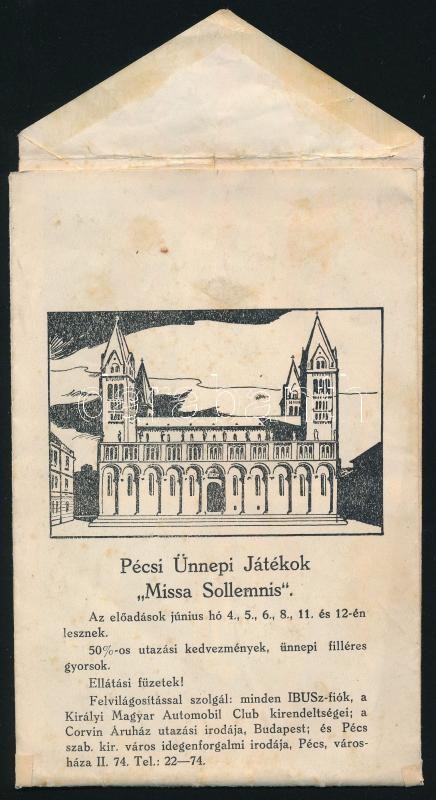 Pécsi Ünnepi Játékok
„Missa Sollemnis“.
Az előadások június hó 4., 5., 6., 8., 11. és 12-én
lesznek.
50%-os utazási kedvezmények, ünnepi filléres
gyorsok.
Ellátási füzetek!
Felvilágosítással szolgál: minden IBUSz-fiók, a
Királyi Magyar Automobil Club kirendeltségei; a
Corvin Áruház utazási irodája, Budapest; és Pécs
szab. kir. város idegenforgalmi irodája, Pécs, város-
háza II. 74. Tel.: 22—74.